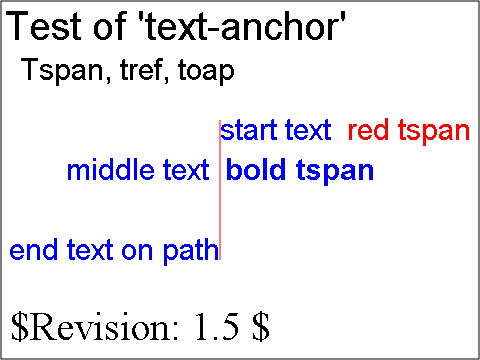 Test of 'text-anchor'
Tspan, tref, toap
start text red tspan
middle text bold tspan
end text on path
$Revision: 1.5 $